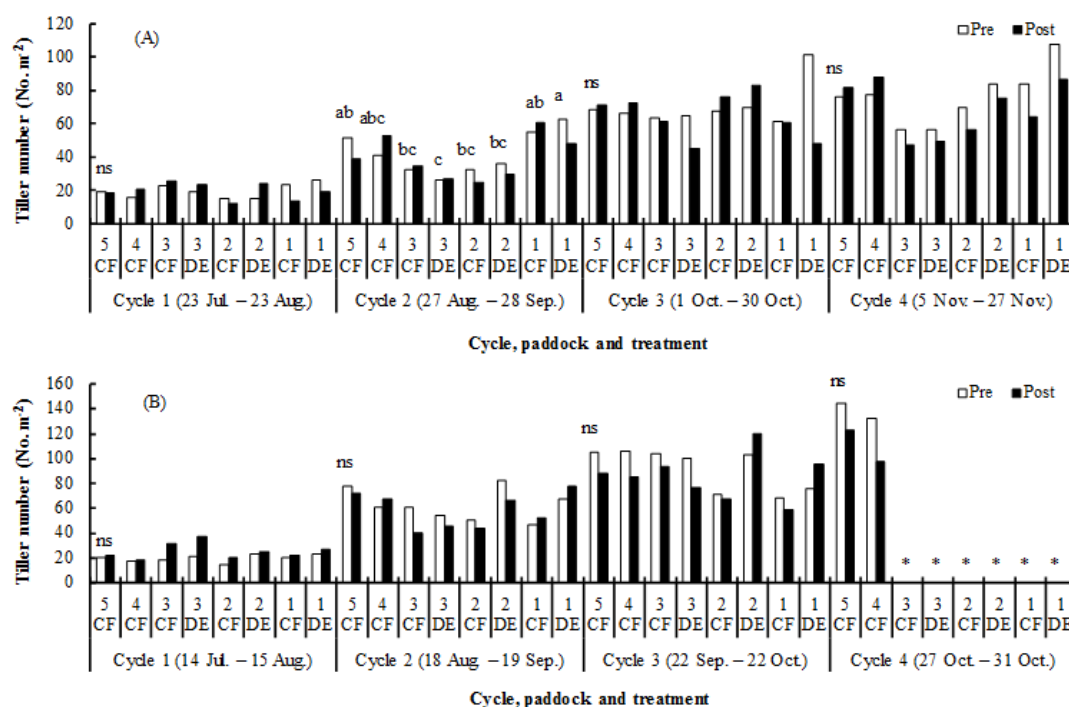 (A)
Pre Post
Tiller number (No. m-2)
120
100
80
60
40
20
0
ns
ab abc bc c bc bc ab a
ns
ns
5 4 3 3 2 2 1 1 5 4 3 3 2 2 1 1 5 4 3 3 2 2 1 1 5 4 3 3 2 2 1 1
CF CF CF DE CF DE CF DE CF CF CF DE CF DE CF DE CF CF CF DE CF DE CF DE CF CF CF DE CF DE CF DE
Cycle 1 (23 Jul. – 23 Aug.) Cycle 2 (27 Aug. – 28 Sep.) Cycle 3 (1 Oct. – 30 Oct.) Cycle 4 (5 Nov. – 27 Nov.)
Cycle, paddock and treatment
(B)
Pre Post
Tiller number (No. m-2)
160
140
120
100
80
60
40
20
0
ns
ns
ns
ns
* * * * * *
5 4 3 3 2 2 1 1 5 4 3 3 2 2 1 1 5 4 3 3 2 2 1 1 5 4 3 3 2 2 1 1
CF CF CF DE CF DE CF DE CF CF CF DE CF DE CF DE CF CF CF DE CF DE CF DE CF CF CF DE CF DE CF DE
Cycle 1 (14 Jul. – 15 Aug.) Cycle 2 (18 Aug. – 19 Sep.) Cycle 3 (22 Sep. – 22 Oct.) Cycle 4 (27 Oct. – 31 Oct.)
Cycle, paddock and treatment